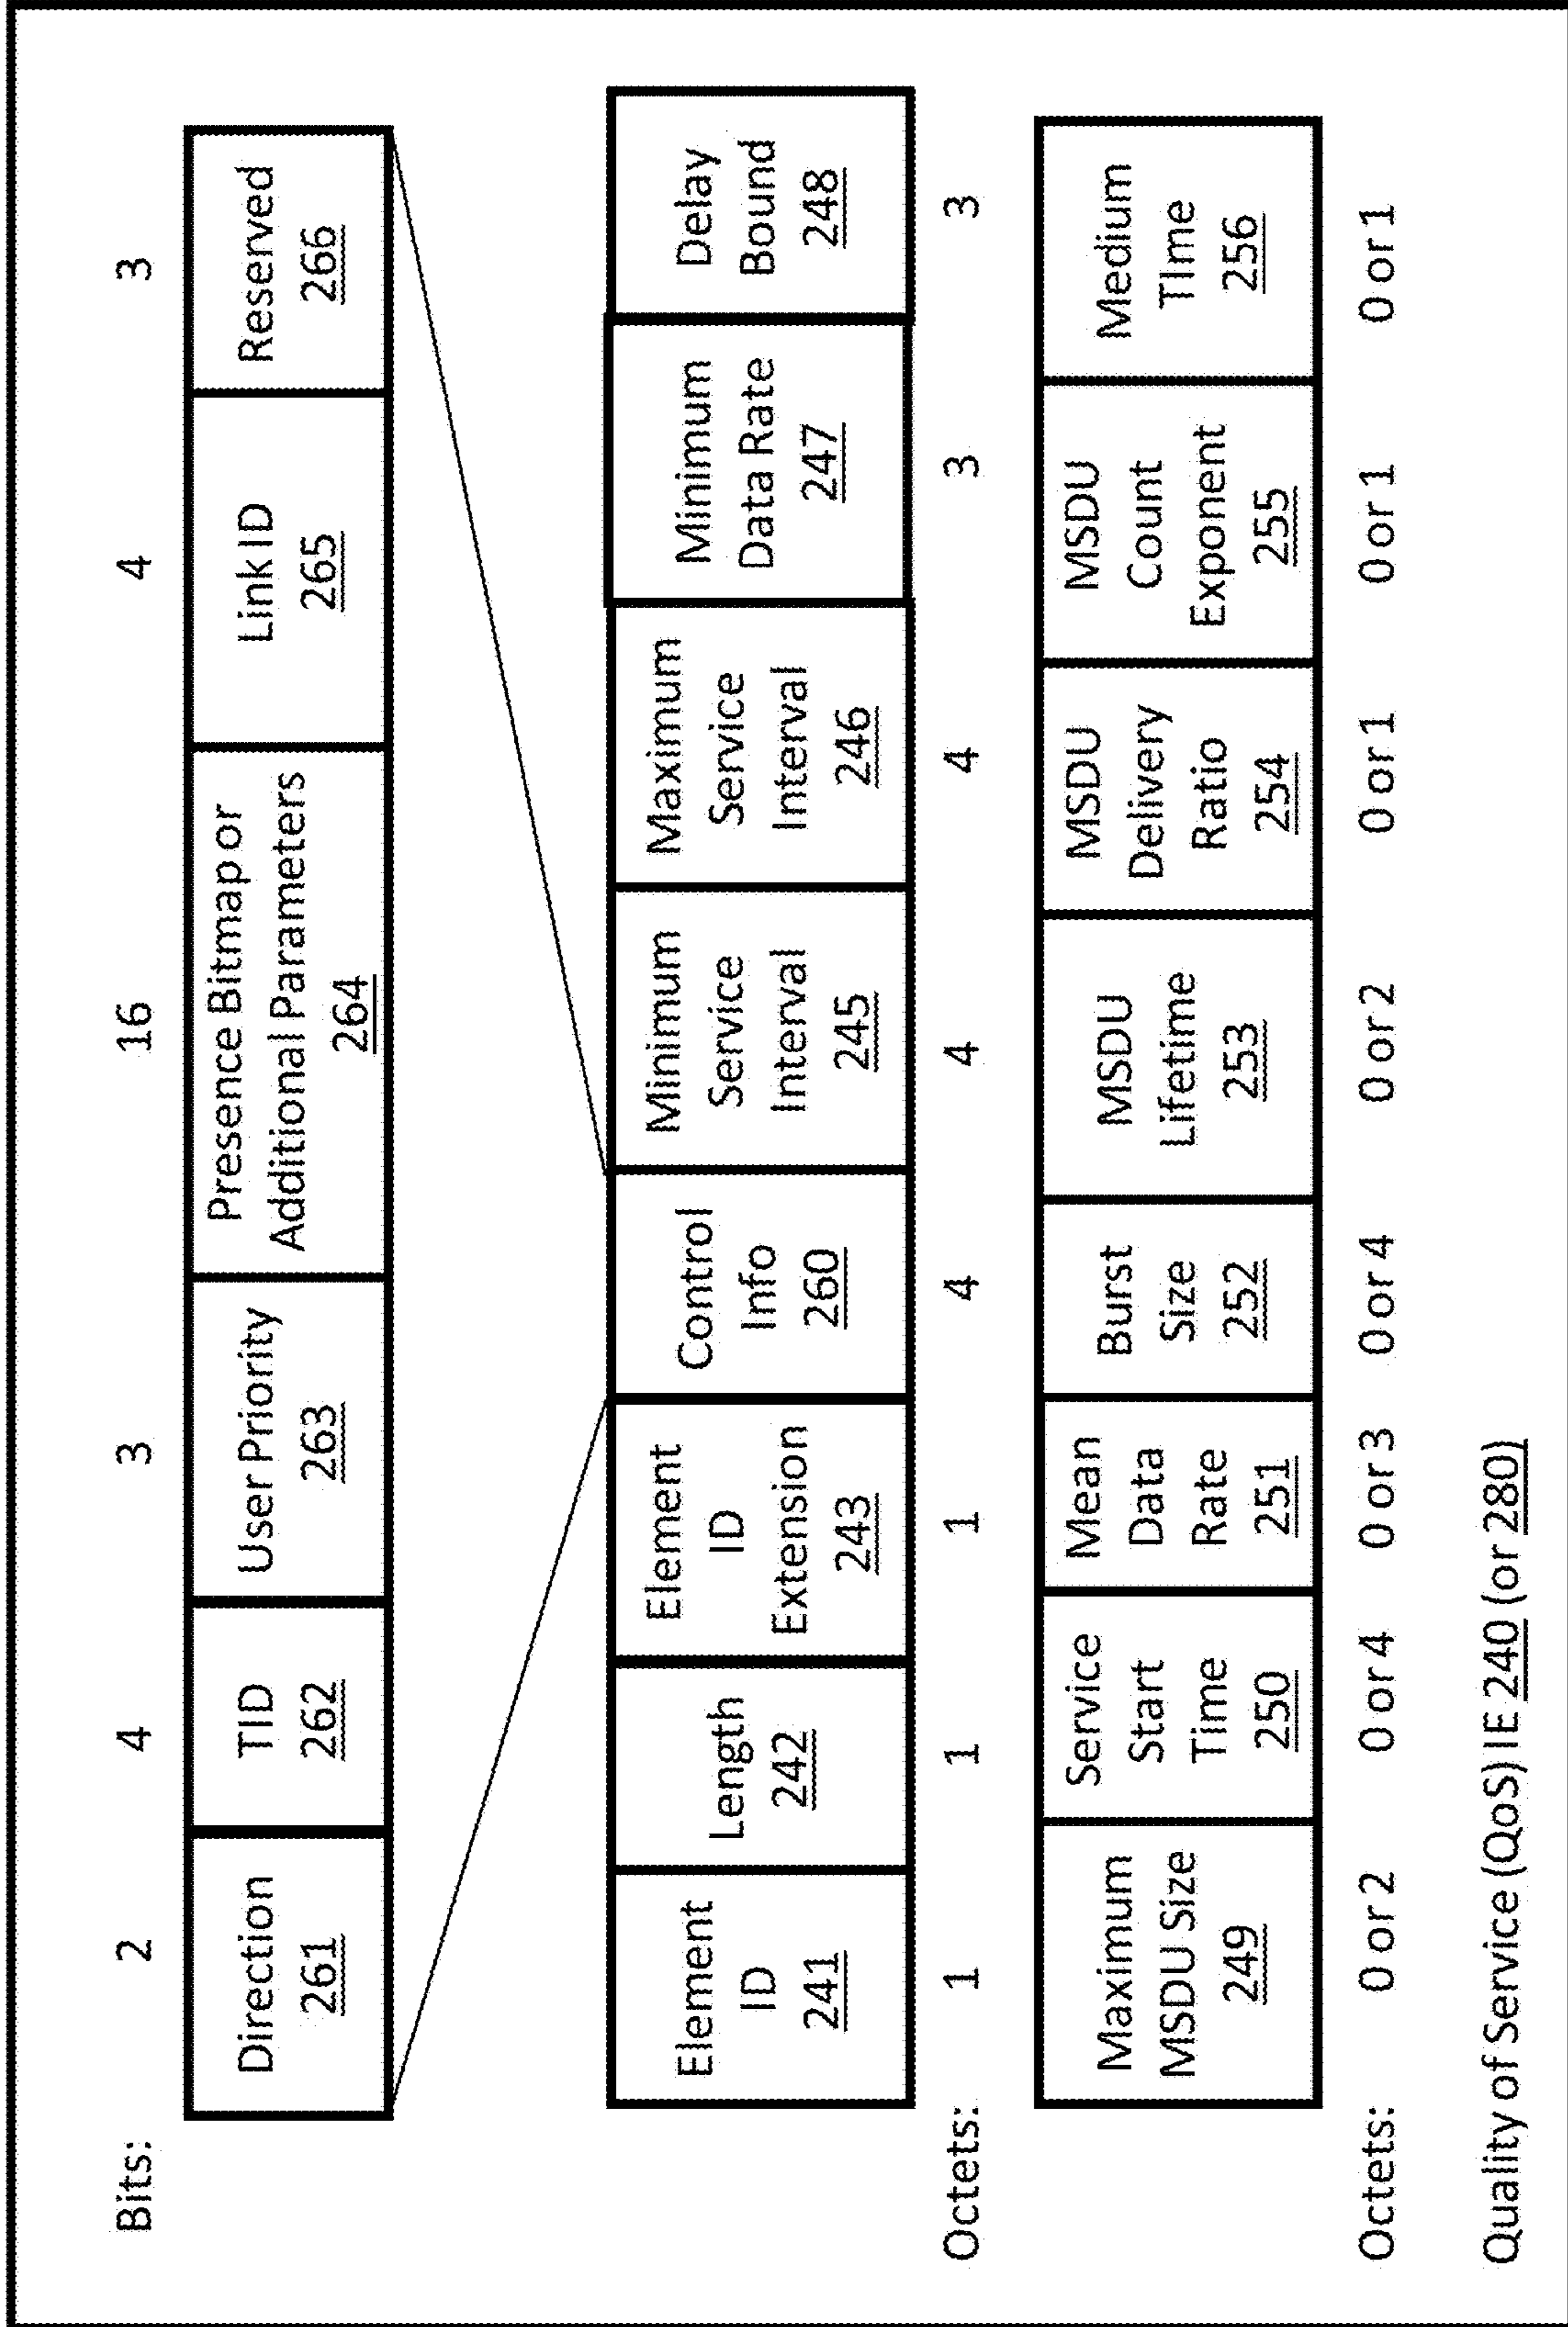 Bits: 2 4 3 16 4 3
Direction
261
TID
262
User Priority
263
Presence Bitmap or
Additional Parameters
264
Link ID
265
Reserved
266
Element
ID
241
Length
242
Element
ID
Extension
243
Control
Info
260
Minimum
Service
Interval
245
Maximum
Service
Interval
246
Minimum
Data Rate
247
Delay
Bound
248
Octets: 1 1 1 4 4 4 3 3
Maximum
MSDU Size
249
Service
Start
Time
250
Mean
Data
Rate
251
Burst
Size
252
MSDU
Lifetime
253
MSDU
Delivery
Ratio
254
MSDU
Count
Exponent
255
Medium
TIme
256
Octets: 0 or 2 0 or 4 0 or 3 0 or 4 0 or 2 0 or 1 0 or 1 0 or 1
Quality of Service (QoS) IE 240 (or 280)